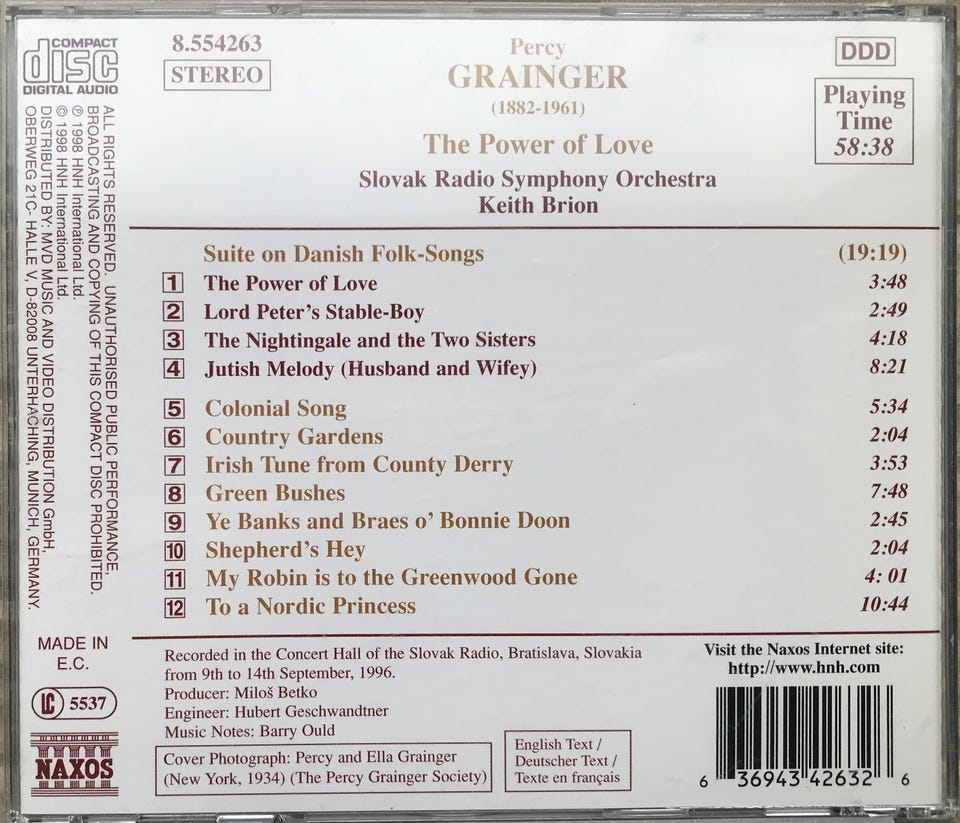 COMPACT
disc
DIGITAL AUDIO
8.554263
STEREO
Percy
GRAINGER
(1882-1961)
The Power of Love
Slovak Radio Symphony Orchestra
Keith Brion
DDD
Playing
Time
58:38
Suite on Danish Folk-Songs (19:19)
1 The Power of Love 3:48
2 Lord Peter's Stable-Boy 2:49
3 The Nightingale and the Two Sisters 4:18
4 Jutish Melody (Husband and Wifey) 8:21
5 Colonial Song 5:34
6 Country Gardens 2:04
7 Irish Tune from County Derry 3:53
8 Green Bushes 7:48
9 Ye Banks and Braes o' Bonnie Doon 2:45
10 Shepherd's Hey 2:04
11 My Robin is to the Greenwood Gone 4: 01
12 To a Nordic Princess 10:44
Recorded in the Concert Hall of the Slovak Radio, Bratislava, Slovakia
from 9th to 14th September, 1996.
Producer: Miloš Betko
Engineer: Hubert Geschwandtner
Music Notes: Barry Ould
Cover Photograph: Percy and Ella Grainger
(New York, 1934) (The Percy Grainger Society)
English Text /
Deutscher Text /
Texte en français
Visit the Naxos Internet site:
http://www.hnh.com
6 36943 42632 6
ALL RIGHTS RESERVED. UNAUTHORISED PUBLIC PERFORMANCE,
BROADCASTING AND COPYING OF THIS COMPACT DISC PROHIBITED.
℗ 1998 HNH International Ltd.
© 1998 HNH International Ltd.
DISTRIBUTED BY: MVD MUSIC AND VIDEO DISTRIBUTION GmbH,
OBERWEG 21C- HALLE V, D-82008 UNTERHACHING, MUNICH, GERMANY.
MADE IN
E.C.
LC 5537
NAXOS